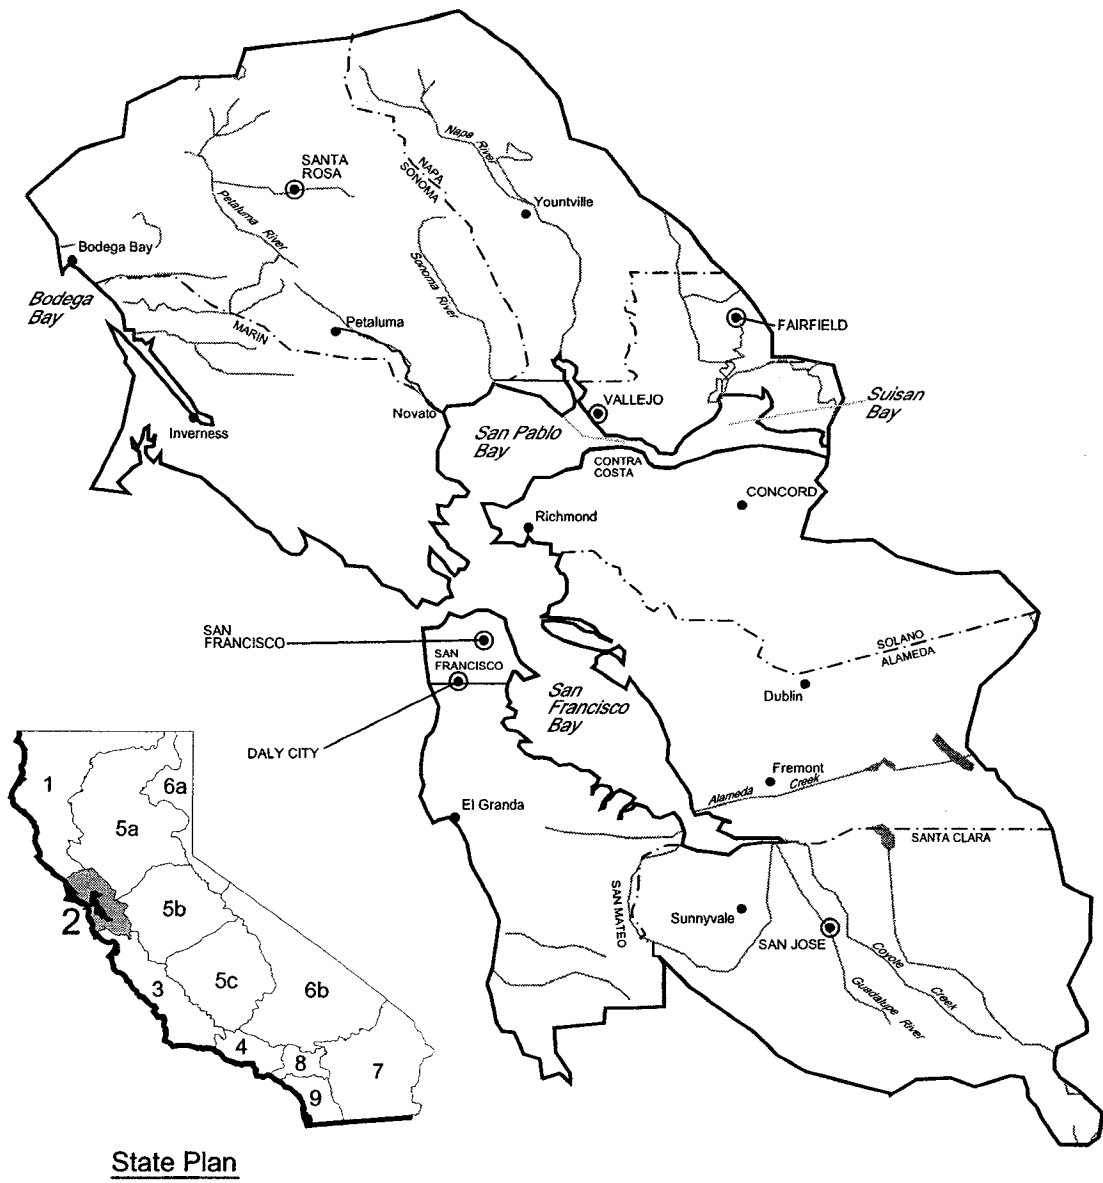 Napa River
SANTA
ROSA
NAPA
SONOMA
Yountville
Petaluma River
Bodega Bay
Sonoma River
Bodega
Bay
MARIN
Petaluma
FAIRFIELD
Suisan
Bay
VALLEJO
Novato
Inverness
San Pablo
Bay
CONTRA
COSTA
CONCORD
Richmond
SAN
FRANCISCO
SAN
FRANCISCO
SOLANO
ALAMEDA
San
Francisco
Bay
Dublin
DALY CITY
Fremont
Alameda Creek
El Granda
SANTA CLARA
SAN MATEO
Sunnyvale
SAN JOSE
Coyote Creek
Guadalupe River
1
6a
5a
2
5b
3
5c
6b
4
8
7
9
State Plan